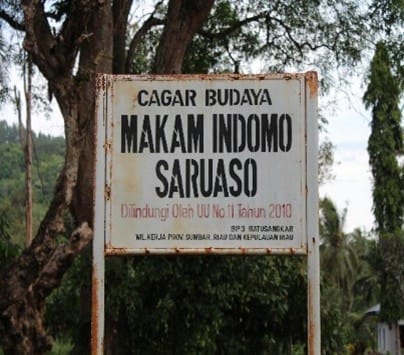 CAGAR BUDAYA
MAKAM INDOMO
SARUASO
Dilindungi Oleh UU No.11 Tahun 2010
BP3 BATUSANGKAR
WIL.KERJA PROV. SUMBAR, RIAU DAN KEPULAUAN RIAU